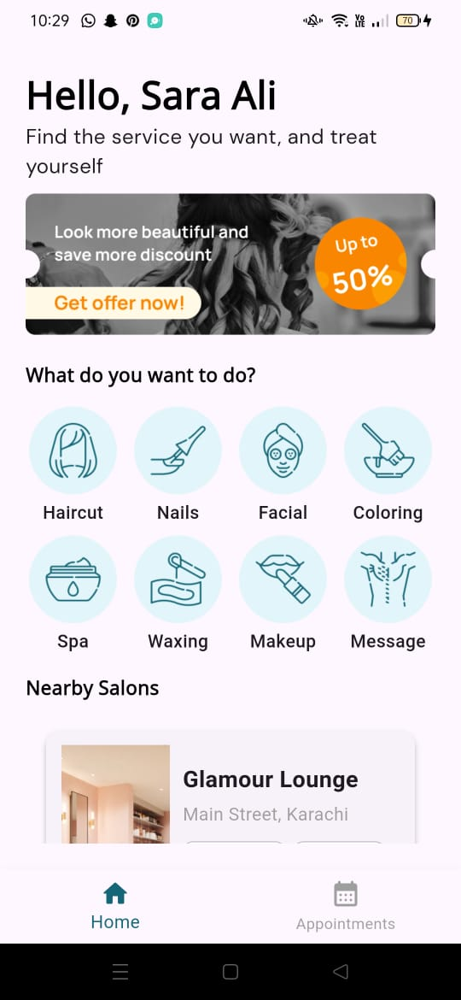 10:29
VO
LTE
70
Hello, Sara Ali
Find the service you want, and treat
yourself
Look more beautiful and
save more discount
Get offer now!
Up to
50%
What do you want to do?
Haircut
Nails
Facial
Coloring
Spa
Waxing
Makeup
Message
Nearby Salons
Glamour Lounge
Main Street, Karachi
Home
Appointments